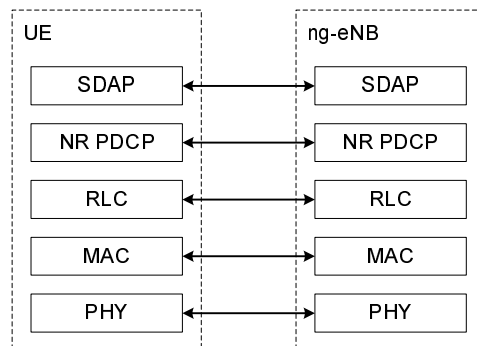 UE
ng-eNB
SDAP
SDAP
NR PDCP
NR PDCP
RLC
RLC
MAC
MAC
PHY
PHY